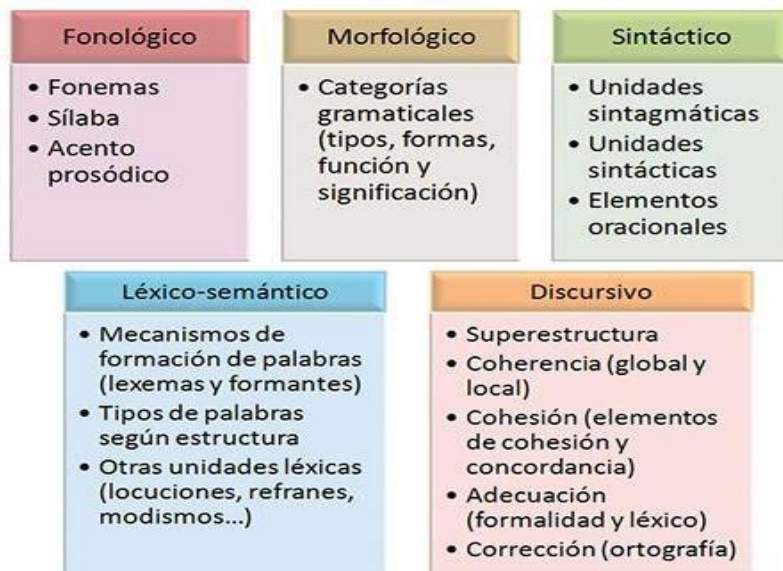 Fonológico
• Fonemas
• Sílaba
• Acento
prosódico
Morfológico
• Categorías
gramaticales
(tipos, formas,
función y
significación)
Sintáctico
• Unidades
sintagmáticas
• Unidades
sintácticas
• Elementos
oracionales
Léxico-semántico
• Mecanismos de
formación de palabras
(lexemas y formantes)
• Tipos de palabras
según estructura
• Otras unidades léxicas
(locuciones, refranes,
modismos...)
Discursivo
• Superestructura
• Coherencia (global y
local)
• Cohesión (elementos
de cohesión y
concordancia)
• Adecuación
(formalidad y léxico)
• Corrección (ortografía)